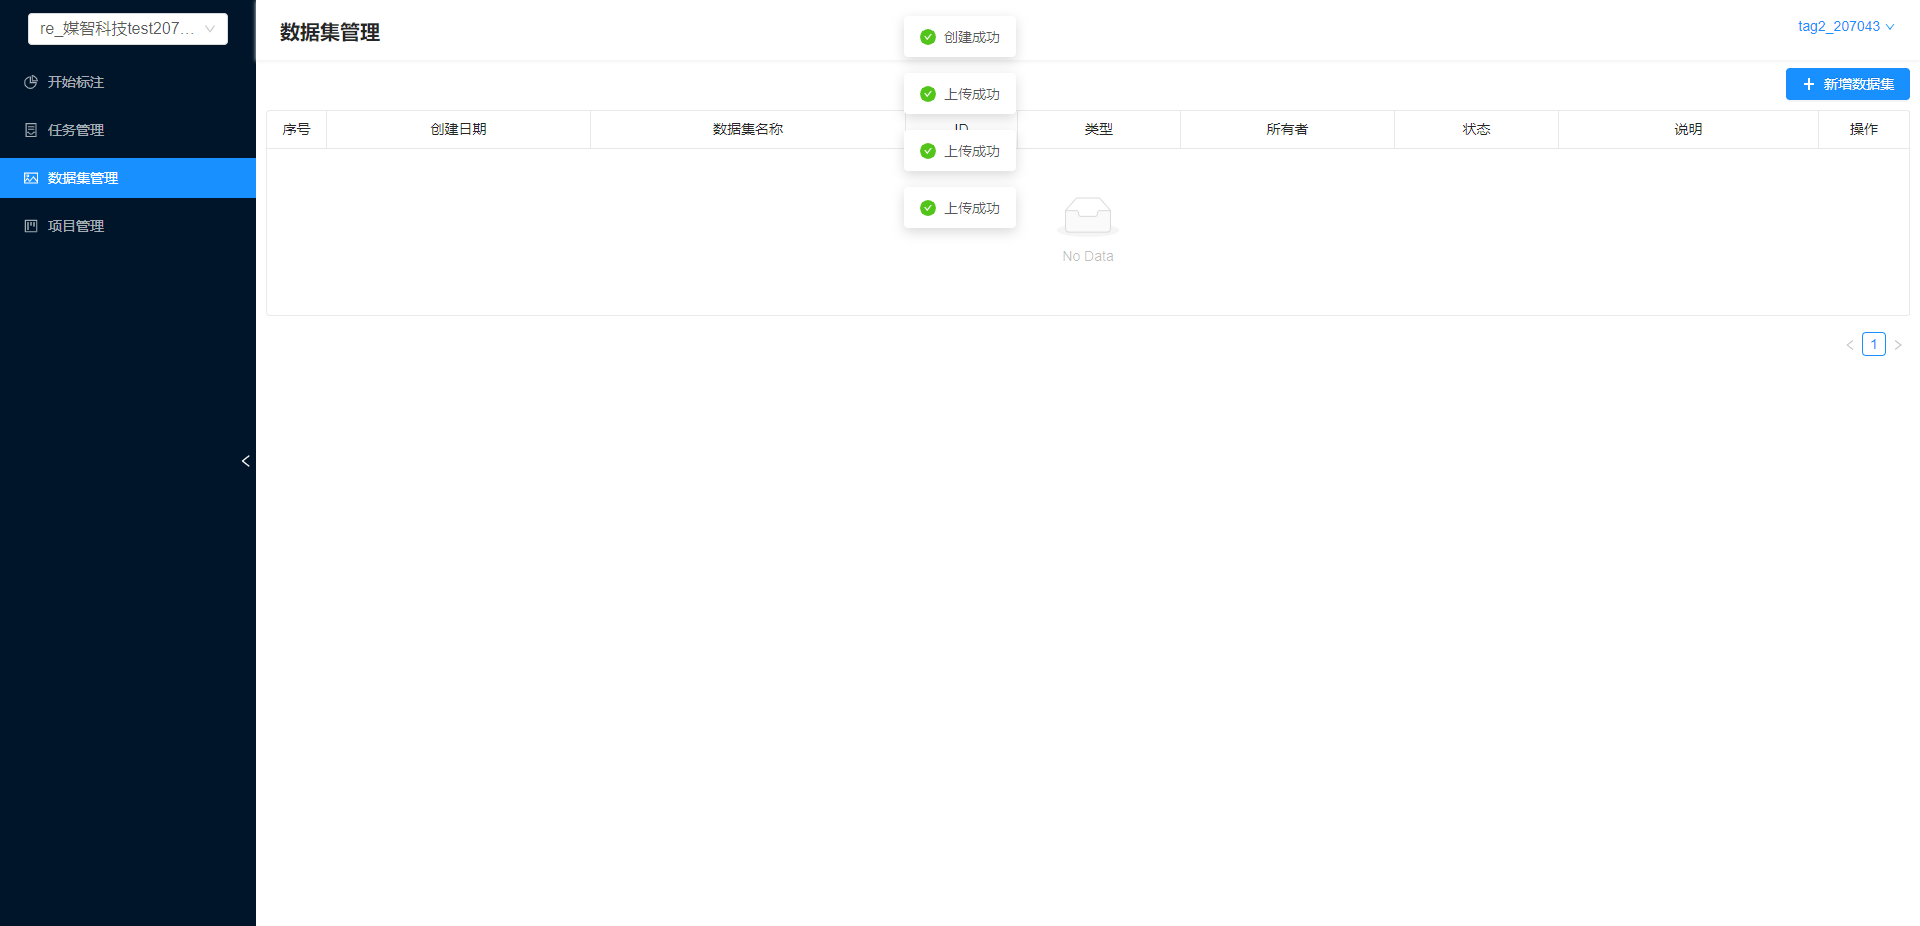 re_媒智科技test207...
开始标注
任务管理
数据集管理
项目管理
数据集管理
tag2_207043
创建成功
上传成功
上传成功
上传成功
新增数据集
序号 创建日期 数据集名称 ID 类型 所有者 状态 说明 操作
No Data
1